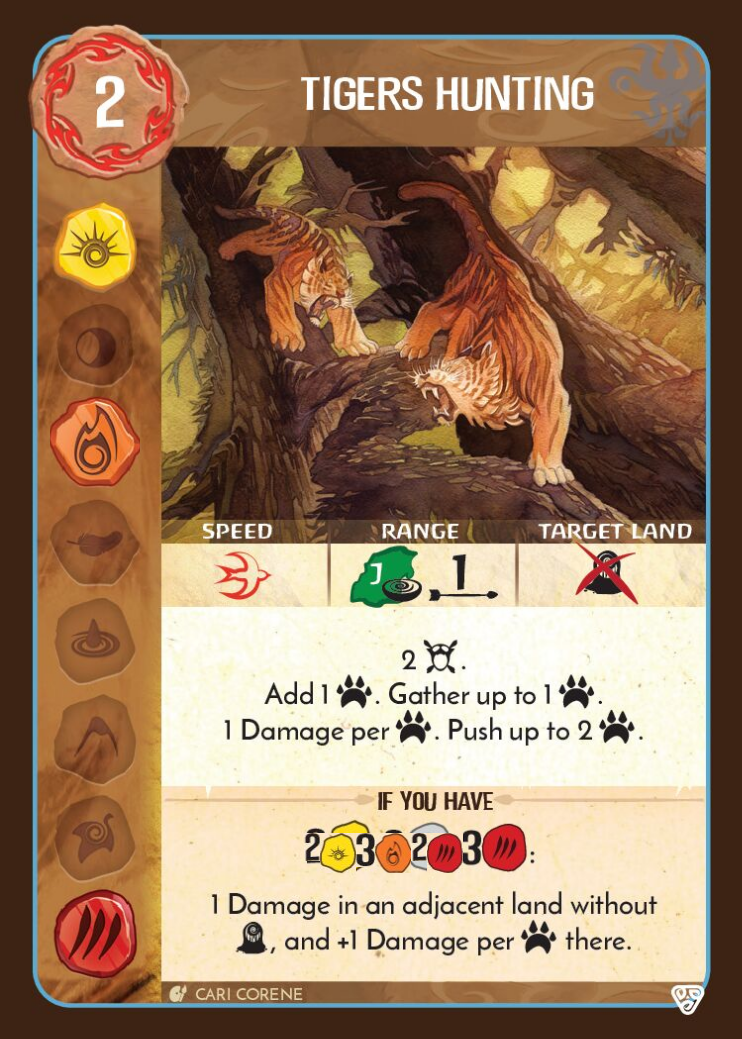 2
TIGERS HUNTING
SPEED RANGE TARGET LAND
J 1
2 .
Add 1 . Gather up to 1 .
1 Damage per . Push up to 2 .
IF YOU HAVE
2 3 2 3 :
1 Damage in an adjacent land without
, and +1 Damage per there.
CARI CORENE